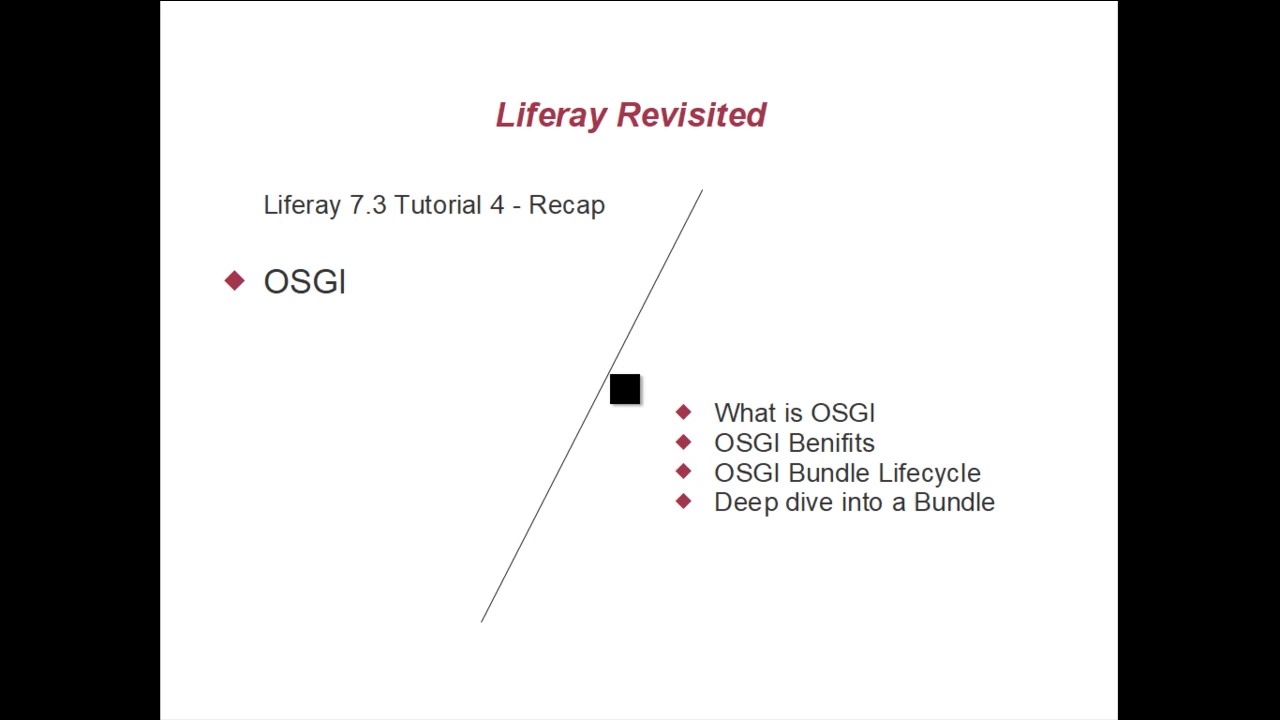 Liferay Revisited
Liferay 7.3 Tutorial 4 - Recap
OSGI
What is OSGI
OSGI Benifits
OSGI Bundle Lifecycle
Deep dive into a Bundle